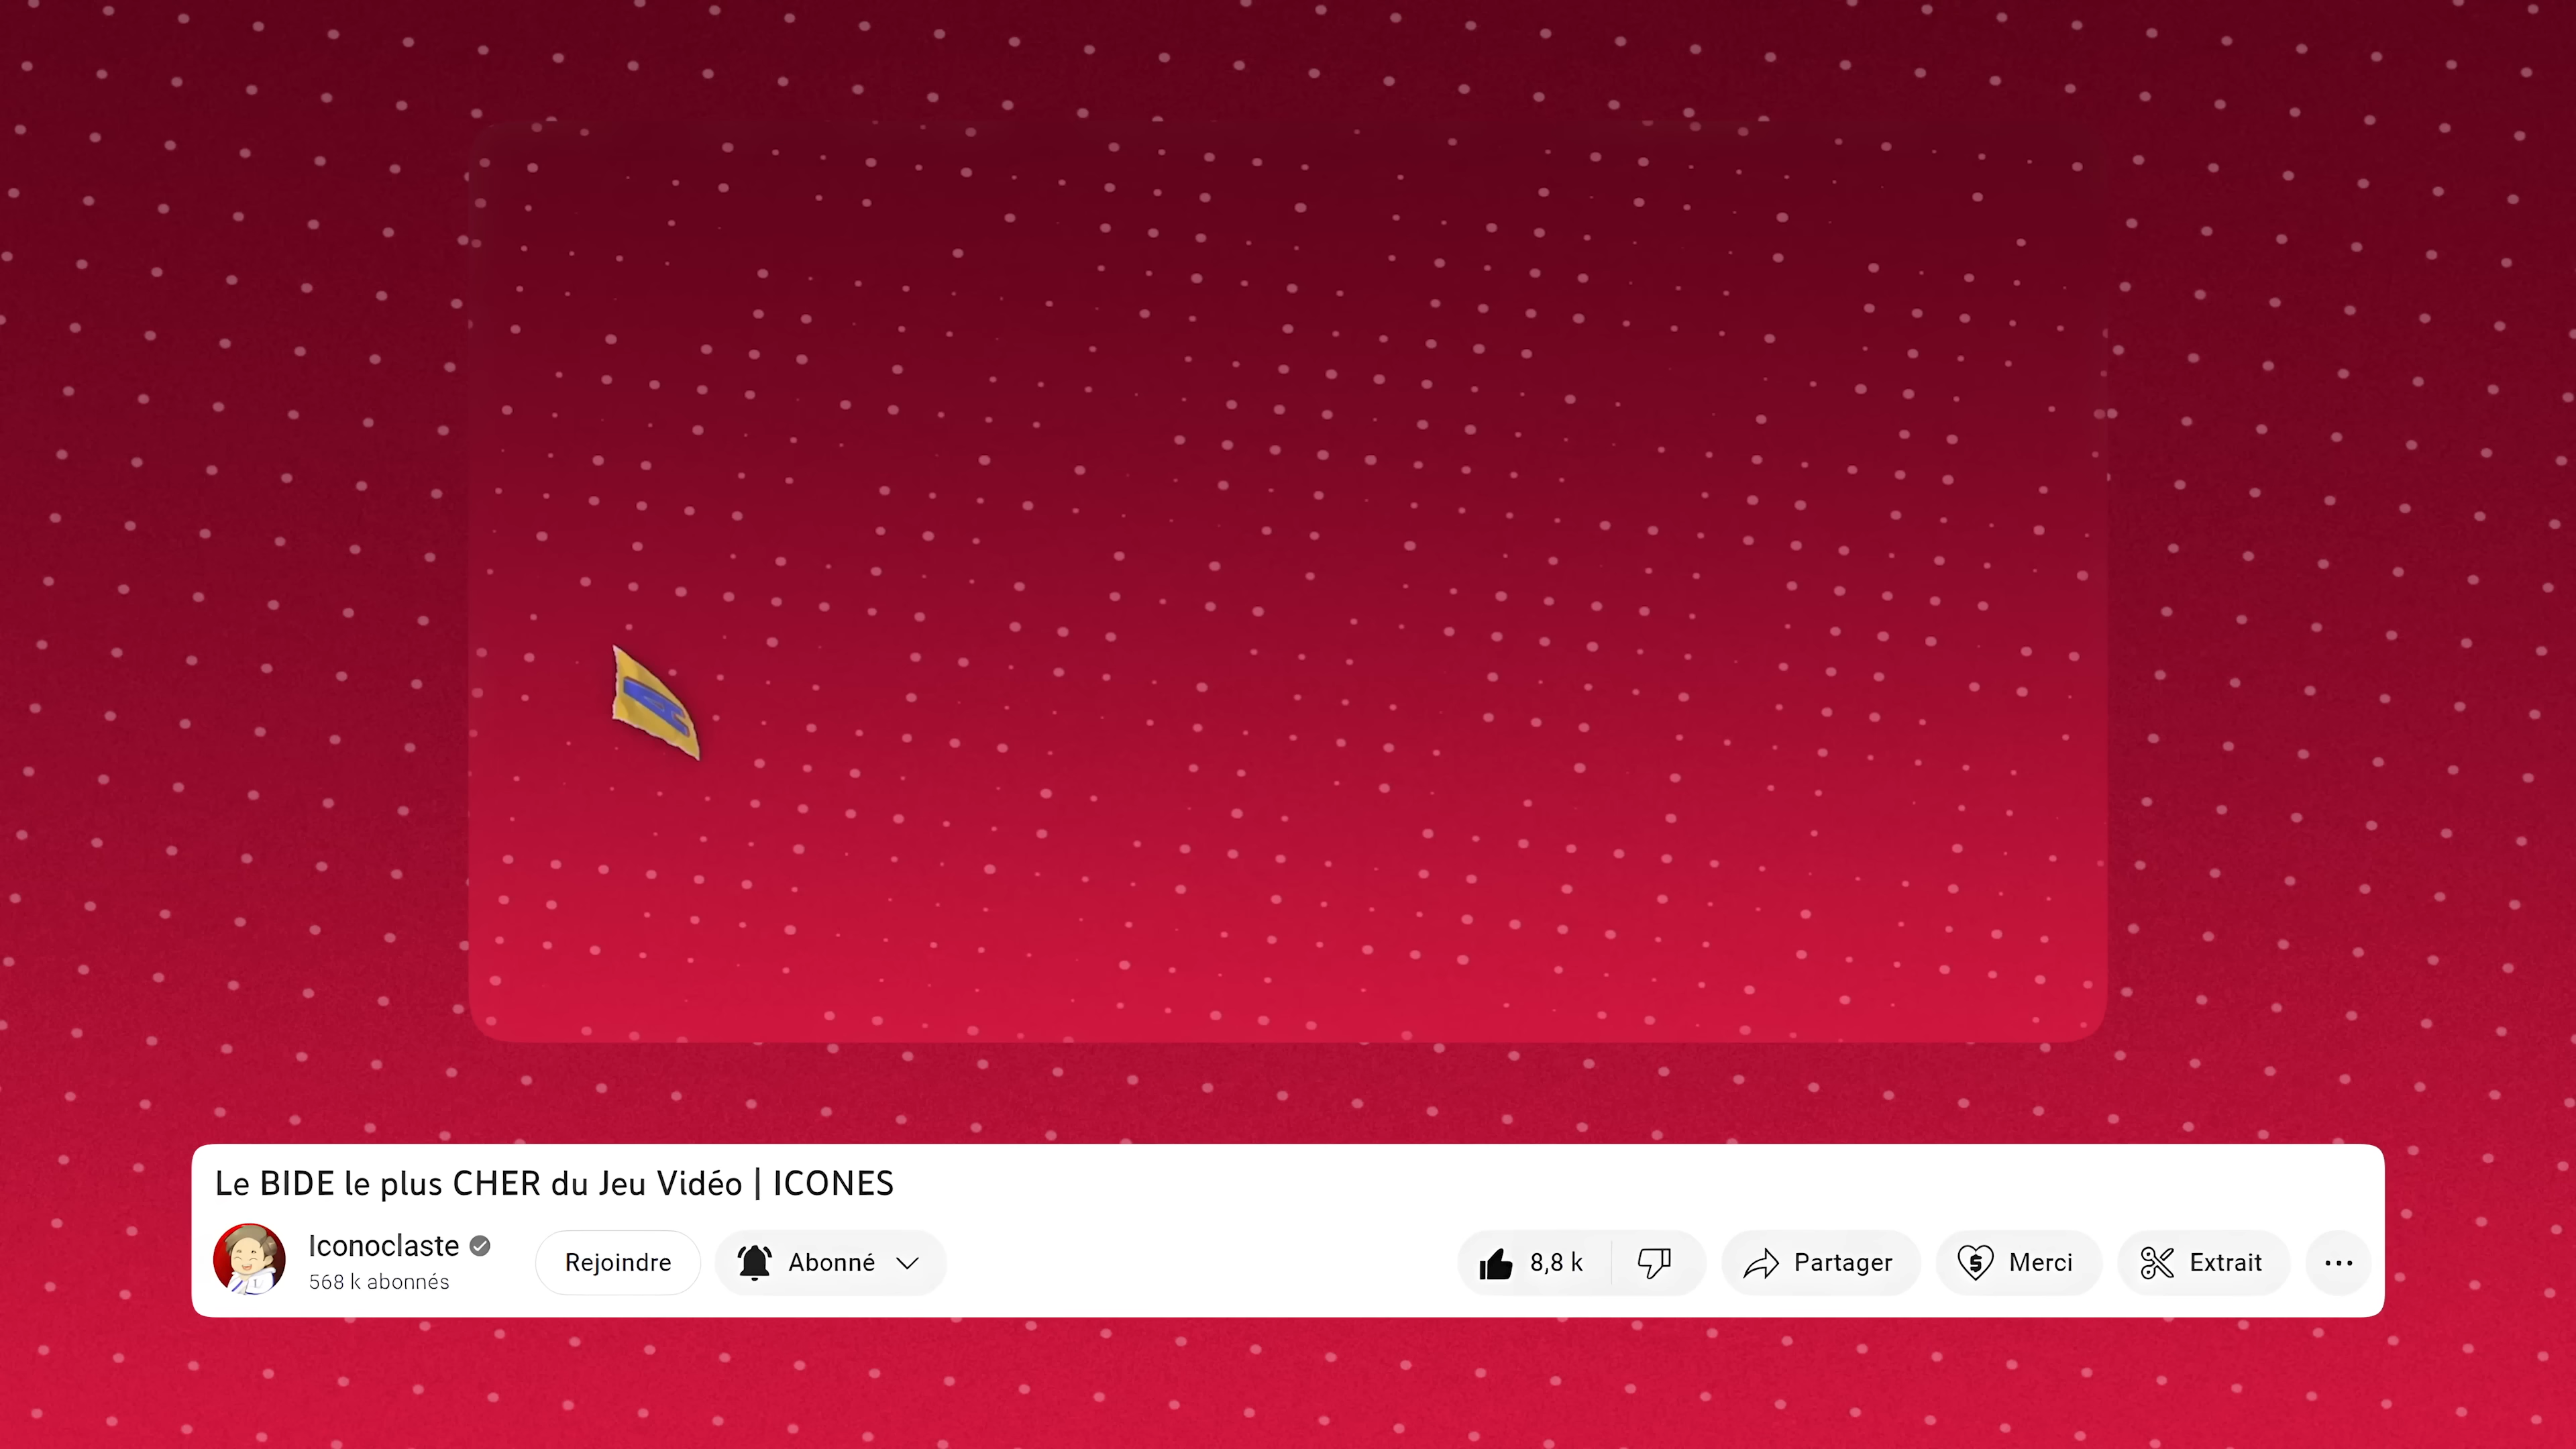 Le BIDE le plus CHER du Jeu Vidéo | ICONES
Iconoclaste
568 k abonnés
Rejoindre
Abonné
8,8 k
Partager
Merci
Extrait